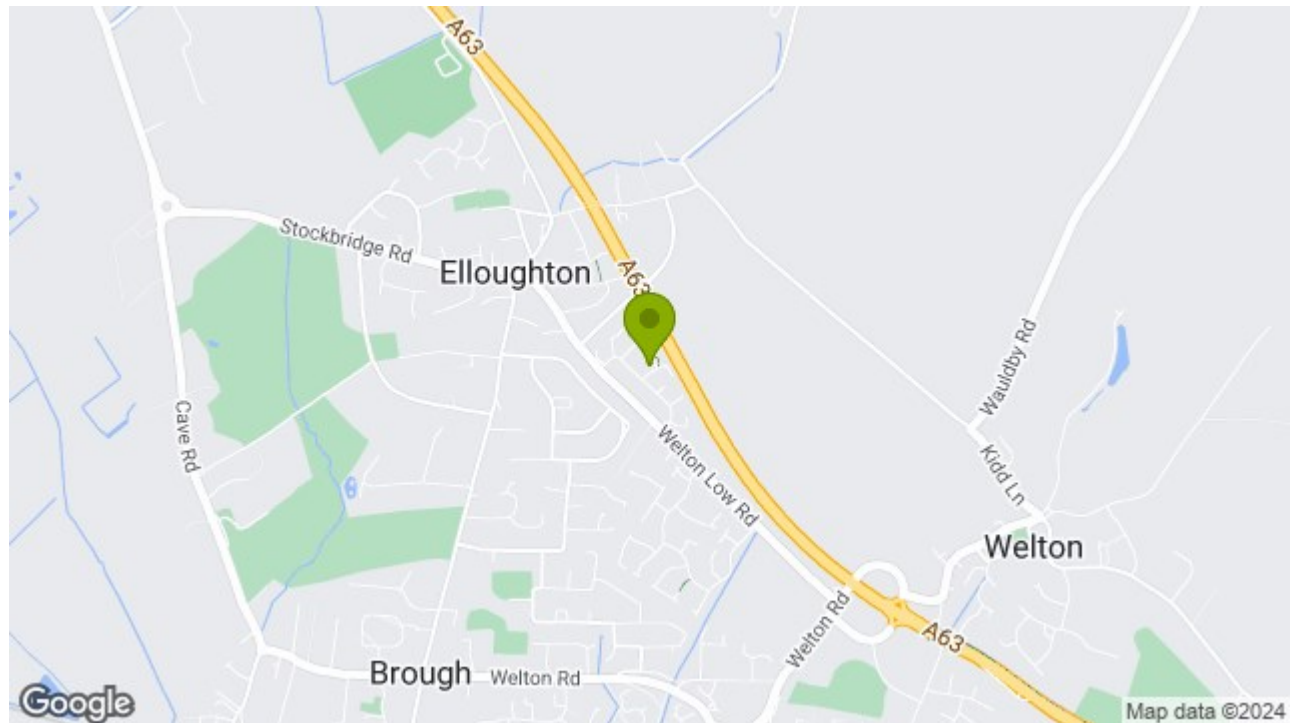 A63
Stockbridge Rd
Elloughton
A63
Wauldby Rd
Cave Rd
Welton Low Rd
Kidd Ln
Welton
Welton Rd
A63
Brough
Welton Rd
Google
Map data ©2024